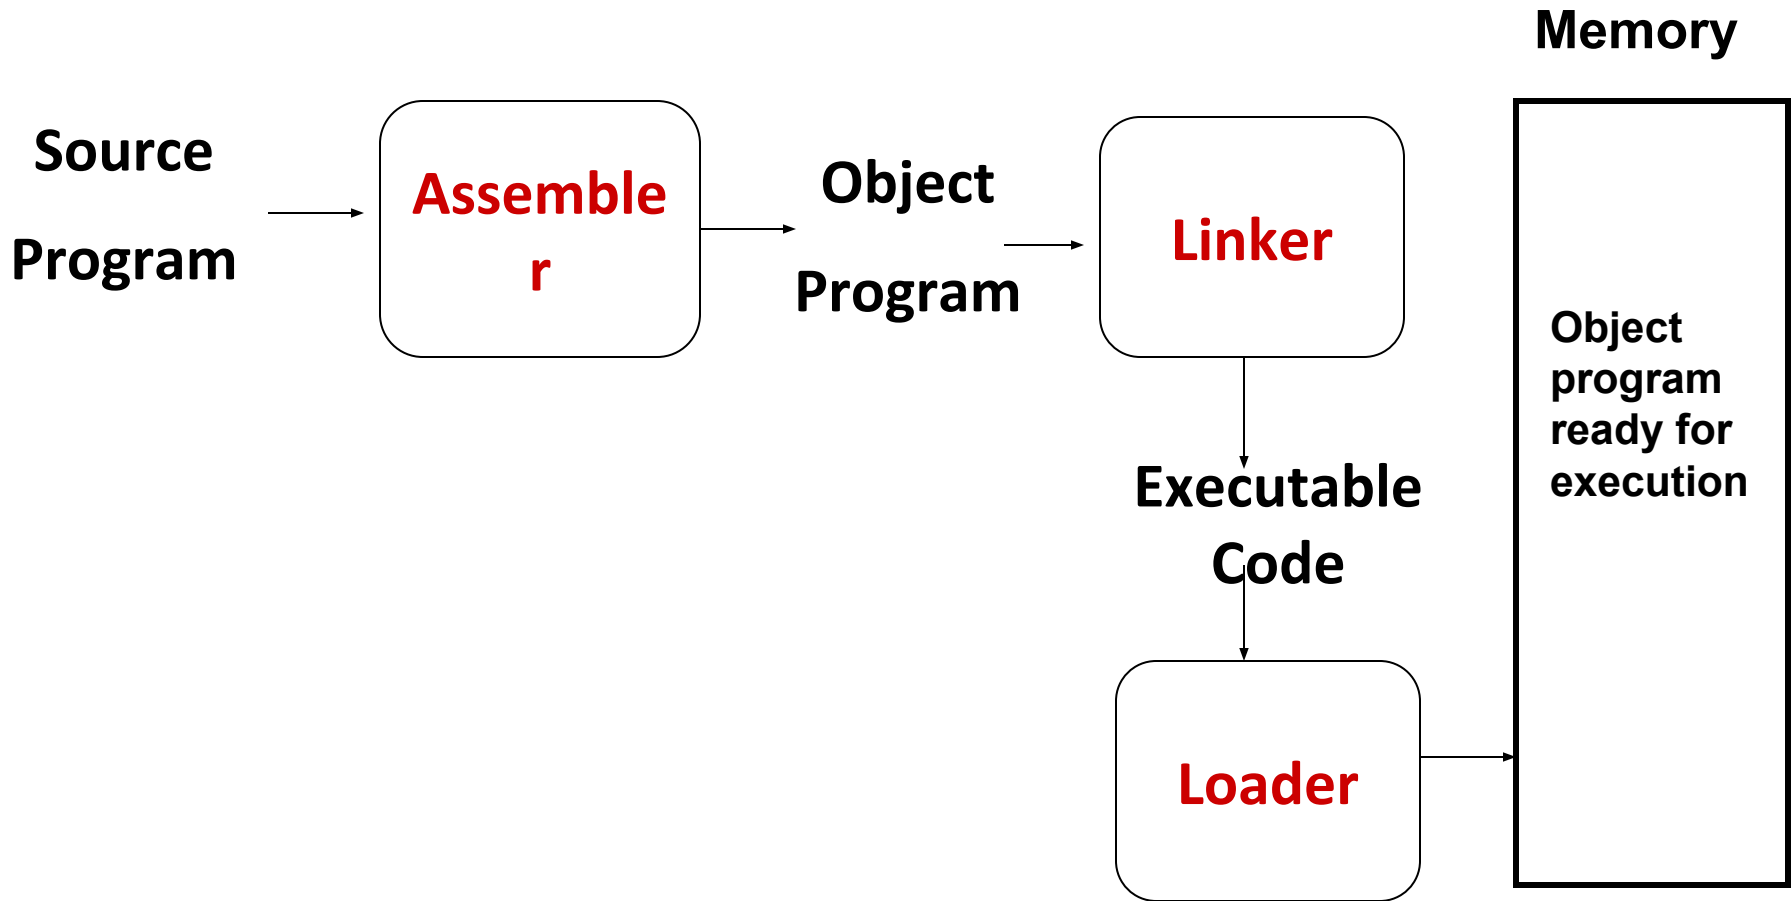 Memory
Source
Program
Assemble
r
Object
Program
Linker
Executable
Code
Loader
Object
program
ready for
execution